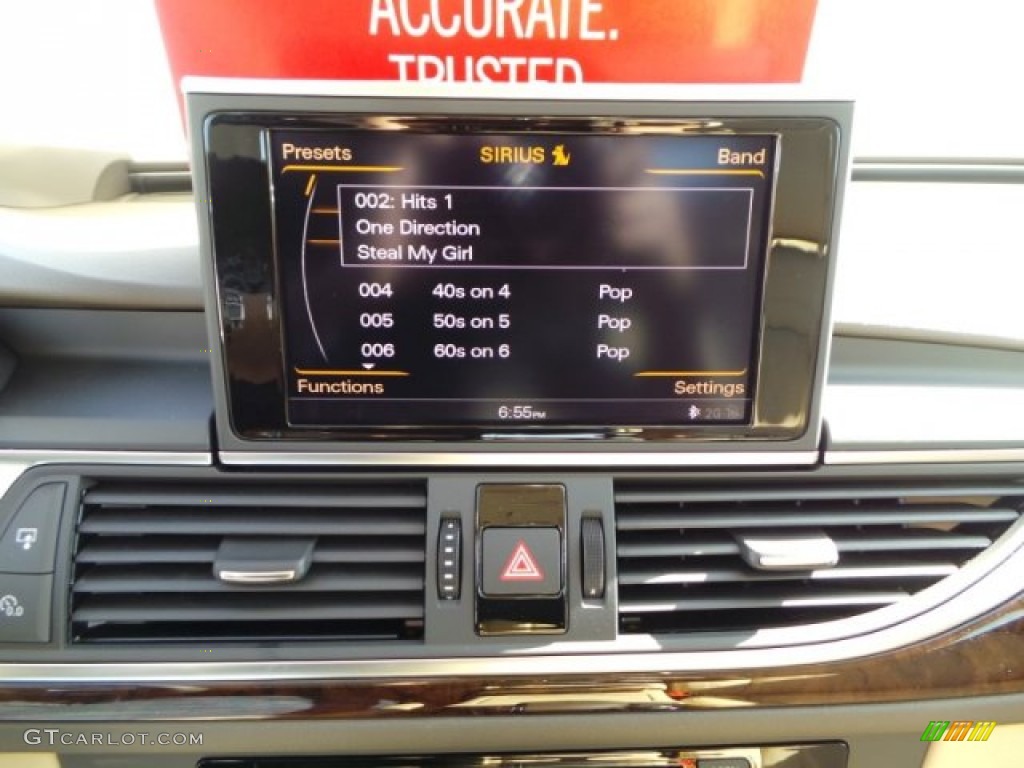 ACCURATE.
TRUSTED
Presets
SIRIUS
Band
002: Hits 1
One Direction
Steal My Girl
004 40s on 4 Pop
005 50s on 5 Pop
006 60s on 6 Pop
Functions
Settings
6:55PM
GTCARLOT.COM